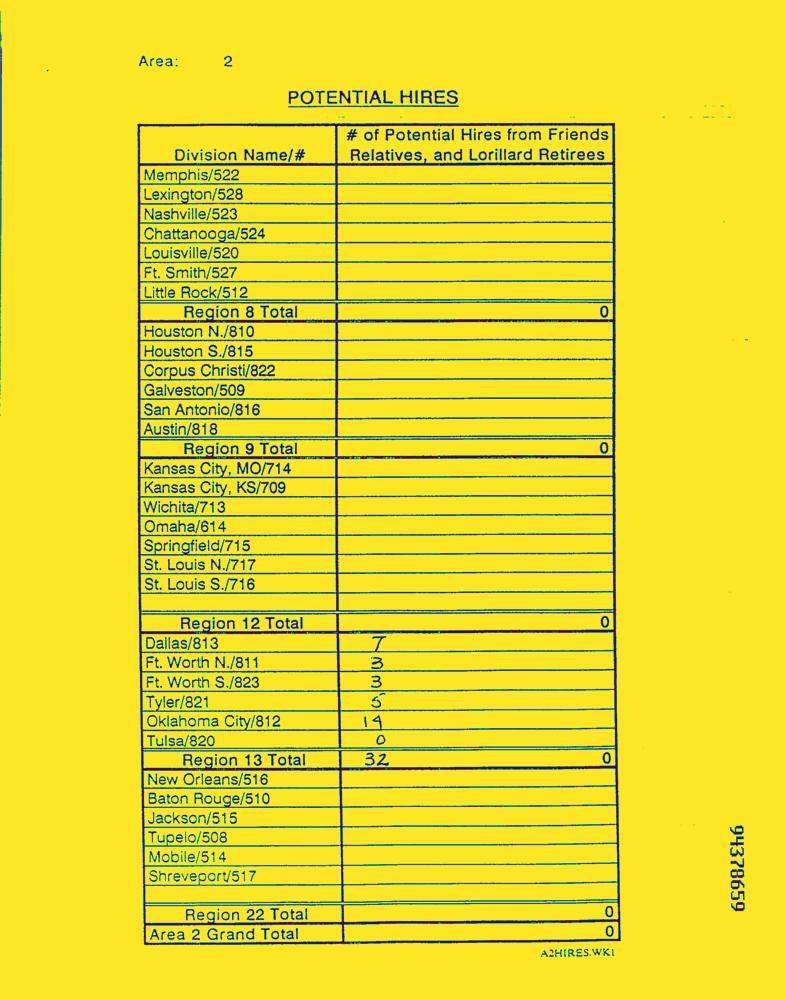 Area: 2
POTENTIAL HIRES
# of Potential Hires from Friends
Division Name/# Relatives, and Lorillard Retirees
Memphis/522
Lexington/528
Nashville/523
Chattanooga/524
Louisville/520
Ft. Smith/527
Little Rock/512
Region 8 Total 0
Houston N./810
Houston S./815
Corpus Christi/822
Galveston/509
San Antonio/816
Austin/818
Region 9 Total 0
Kansas City, MO/714
Kansas City, KS/709
Wichita/713
Omaha/614
Springfield/715
St. Louis N./717
St. Louis S./716
Region 12 Total 0
Dallas/813 7
Ft. Worth N./811 3
Ft. Worth S./823 3
Tyler/821 5
Oklahoma City/812 14
Tulsa/820 0
Region 13 Total 32 0
New Orleans/516
Baton Rouge/510
Jackson/515
Tupelo/508
Mobile/514
Shreveport/517
Region 22 Total 0
Area 2 Grand Total 0
A2HIRES.WK1
94378659